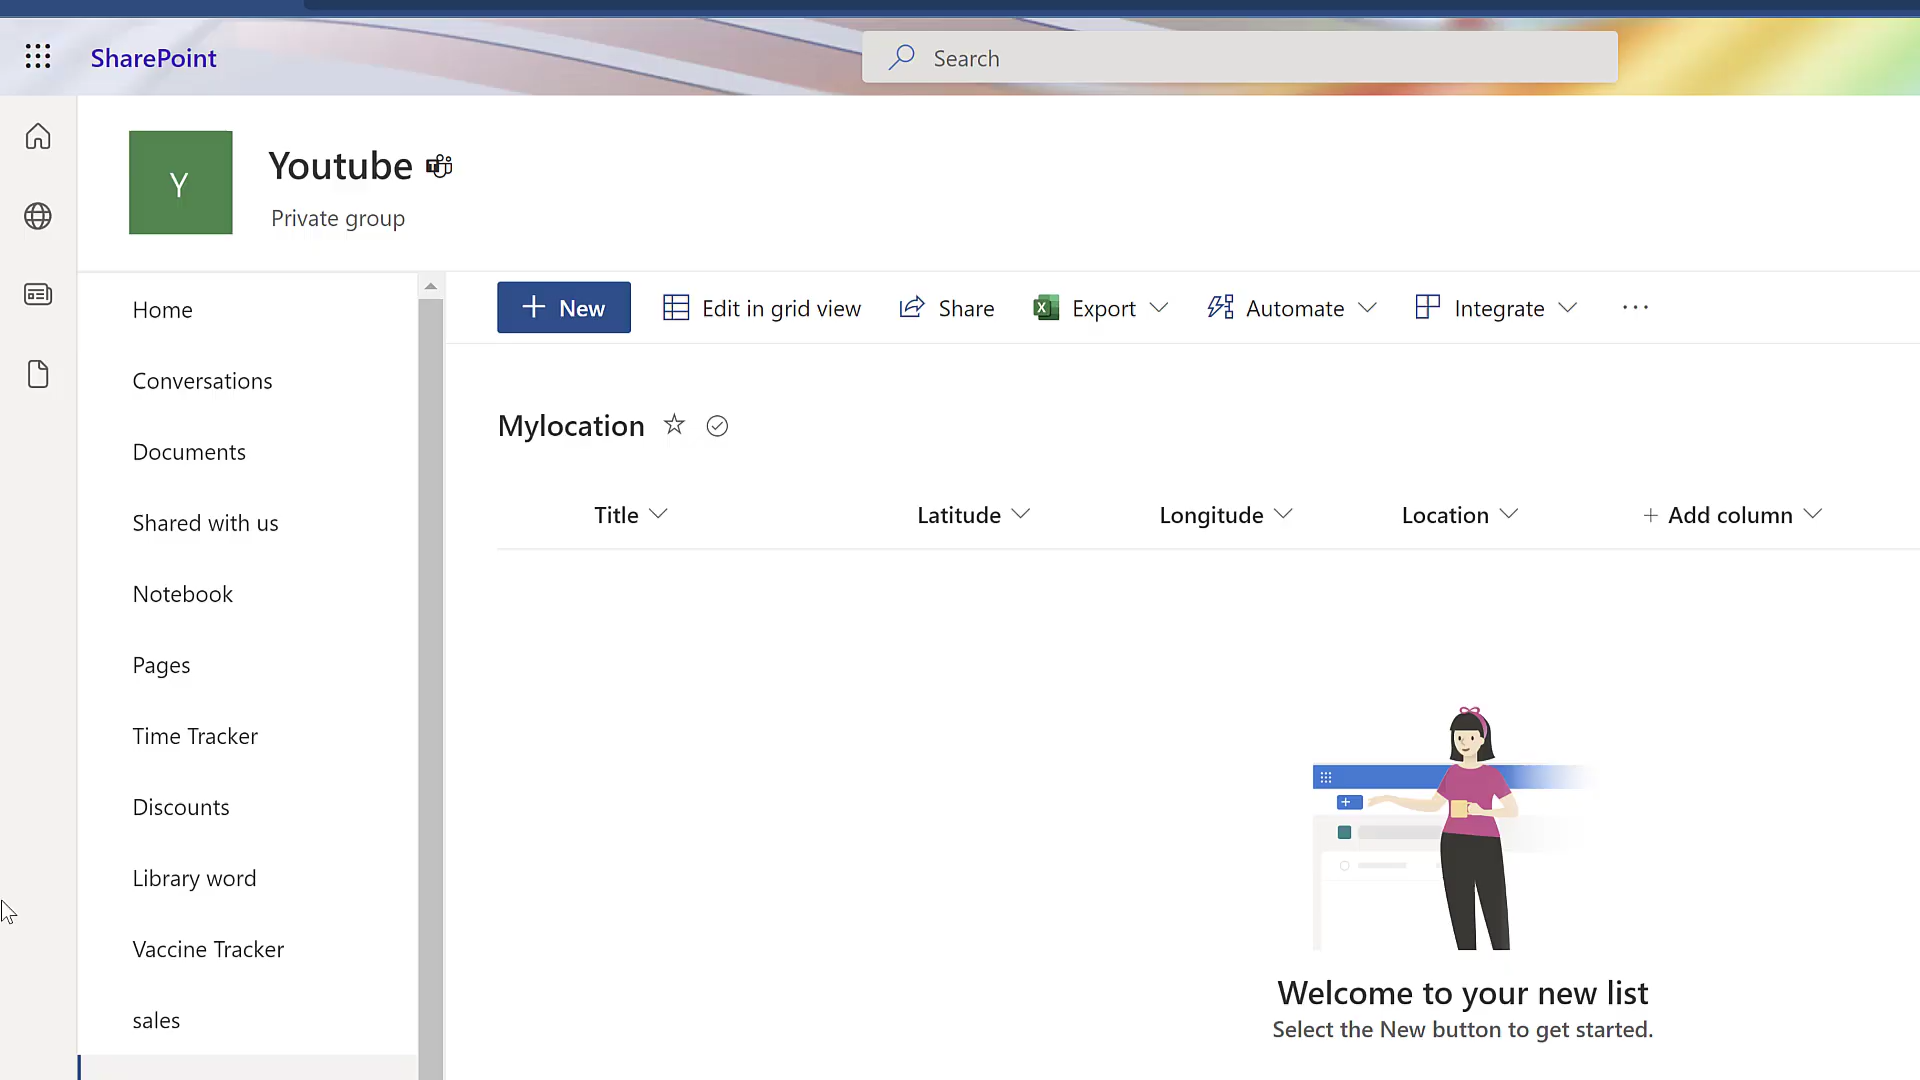 SharePoint
Search
Y
Youtube
Private group
Home
Conversations
Documents
Shared with us
Notebook
Pages
Time Tracker
Discounts
Library word
Vaccine Tracker
sales
+ New
Edit in grid view
Share
Export
Automate
Integrate
...
Mylocation
Title
Latitude
Longitude
Location
+ Add column
Welcome to your new list
Select the New button to get started.